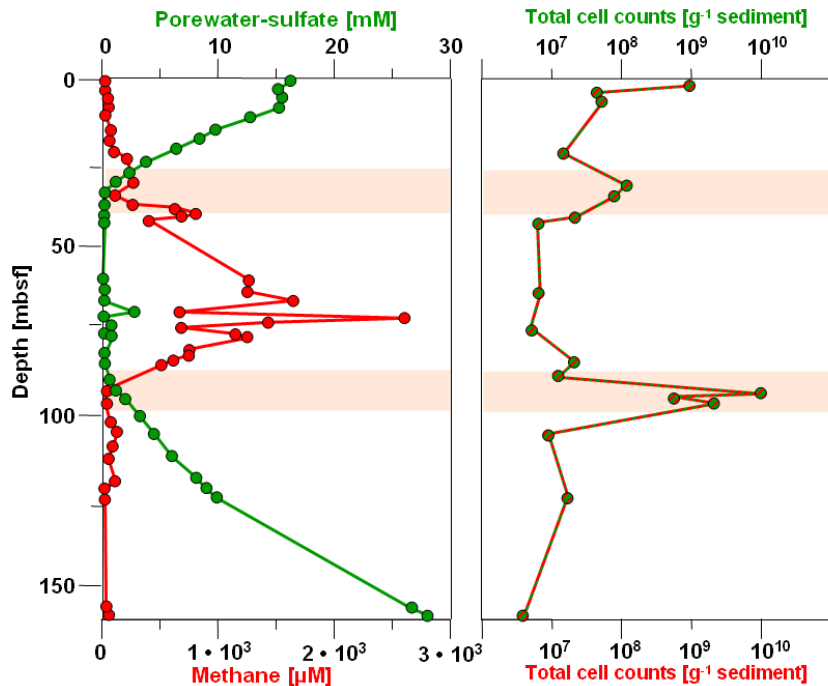 Porewater-sulfate [mM]
0 10 20 30
Total cell counts [g⁻¹ sediment]
10⁷ 10⁸ 10⁹ 10¹⁰
Depth [mbsf]
0
50
100
150
0 1 • 10³ 2 • 10³ 3 • 10³
Methane [µM]
10⁷ 10⁸ 10⁹ 10¹⁰
Total cell counts [g⁻¹ sediment]